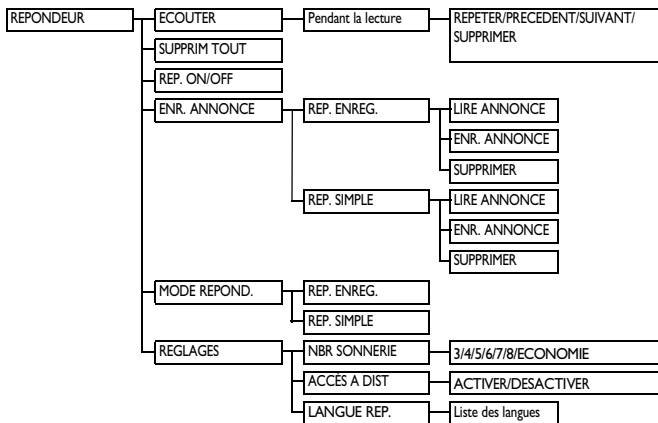 REPONDEUR
ECOUTER
Pendant la lecture
REPETER/PRECEDENT/SUIVANT/
SUPPRIMER
SUPPRIM TOUT
REP. ON/OFF
ENR. ANNONCE
REP. ENREG.
LIRE ANNONCE
ENR. ANNONCE
SUPPRIMER
REP. SIMPLE
LIRE ANNONCE
ENR. ANNONCE
SUPPRIMER
MODE REPOND.
REP. ENREG.
REP. SIMPLE
REGLAGES
NBR SONNERIE
3/4/5/6/7/8/ECONOMIE
ACCÈS A DIST
ACTIVER/DESACTIVER
LANGUE REP.
Liste des langues